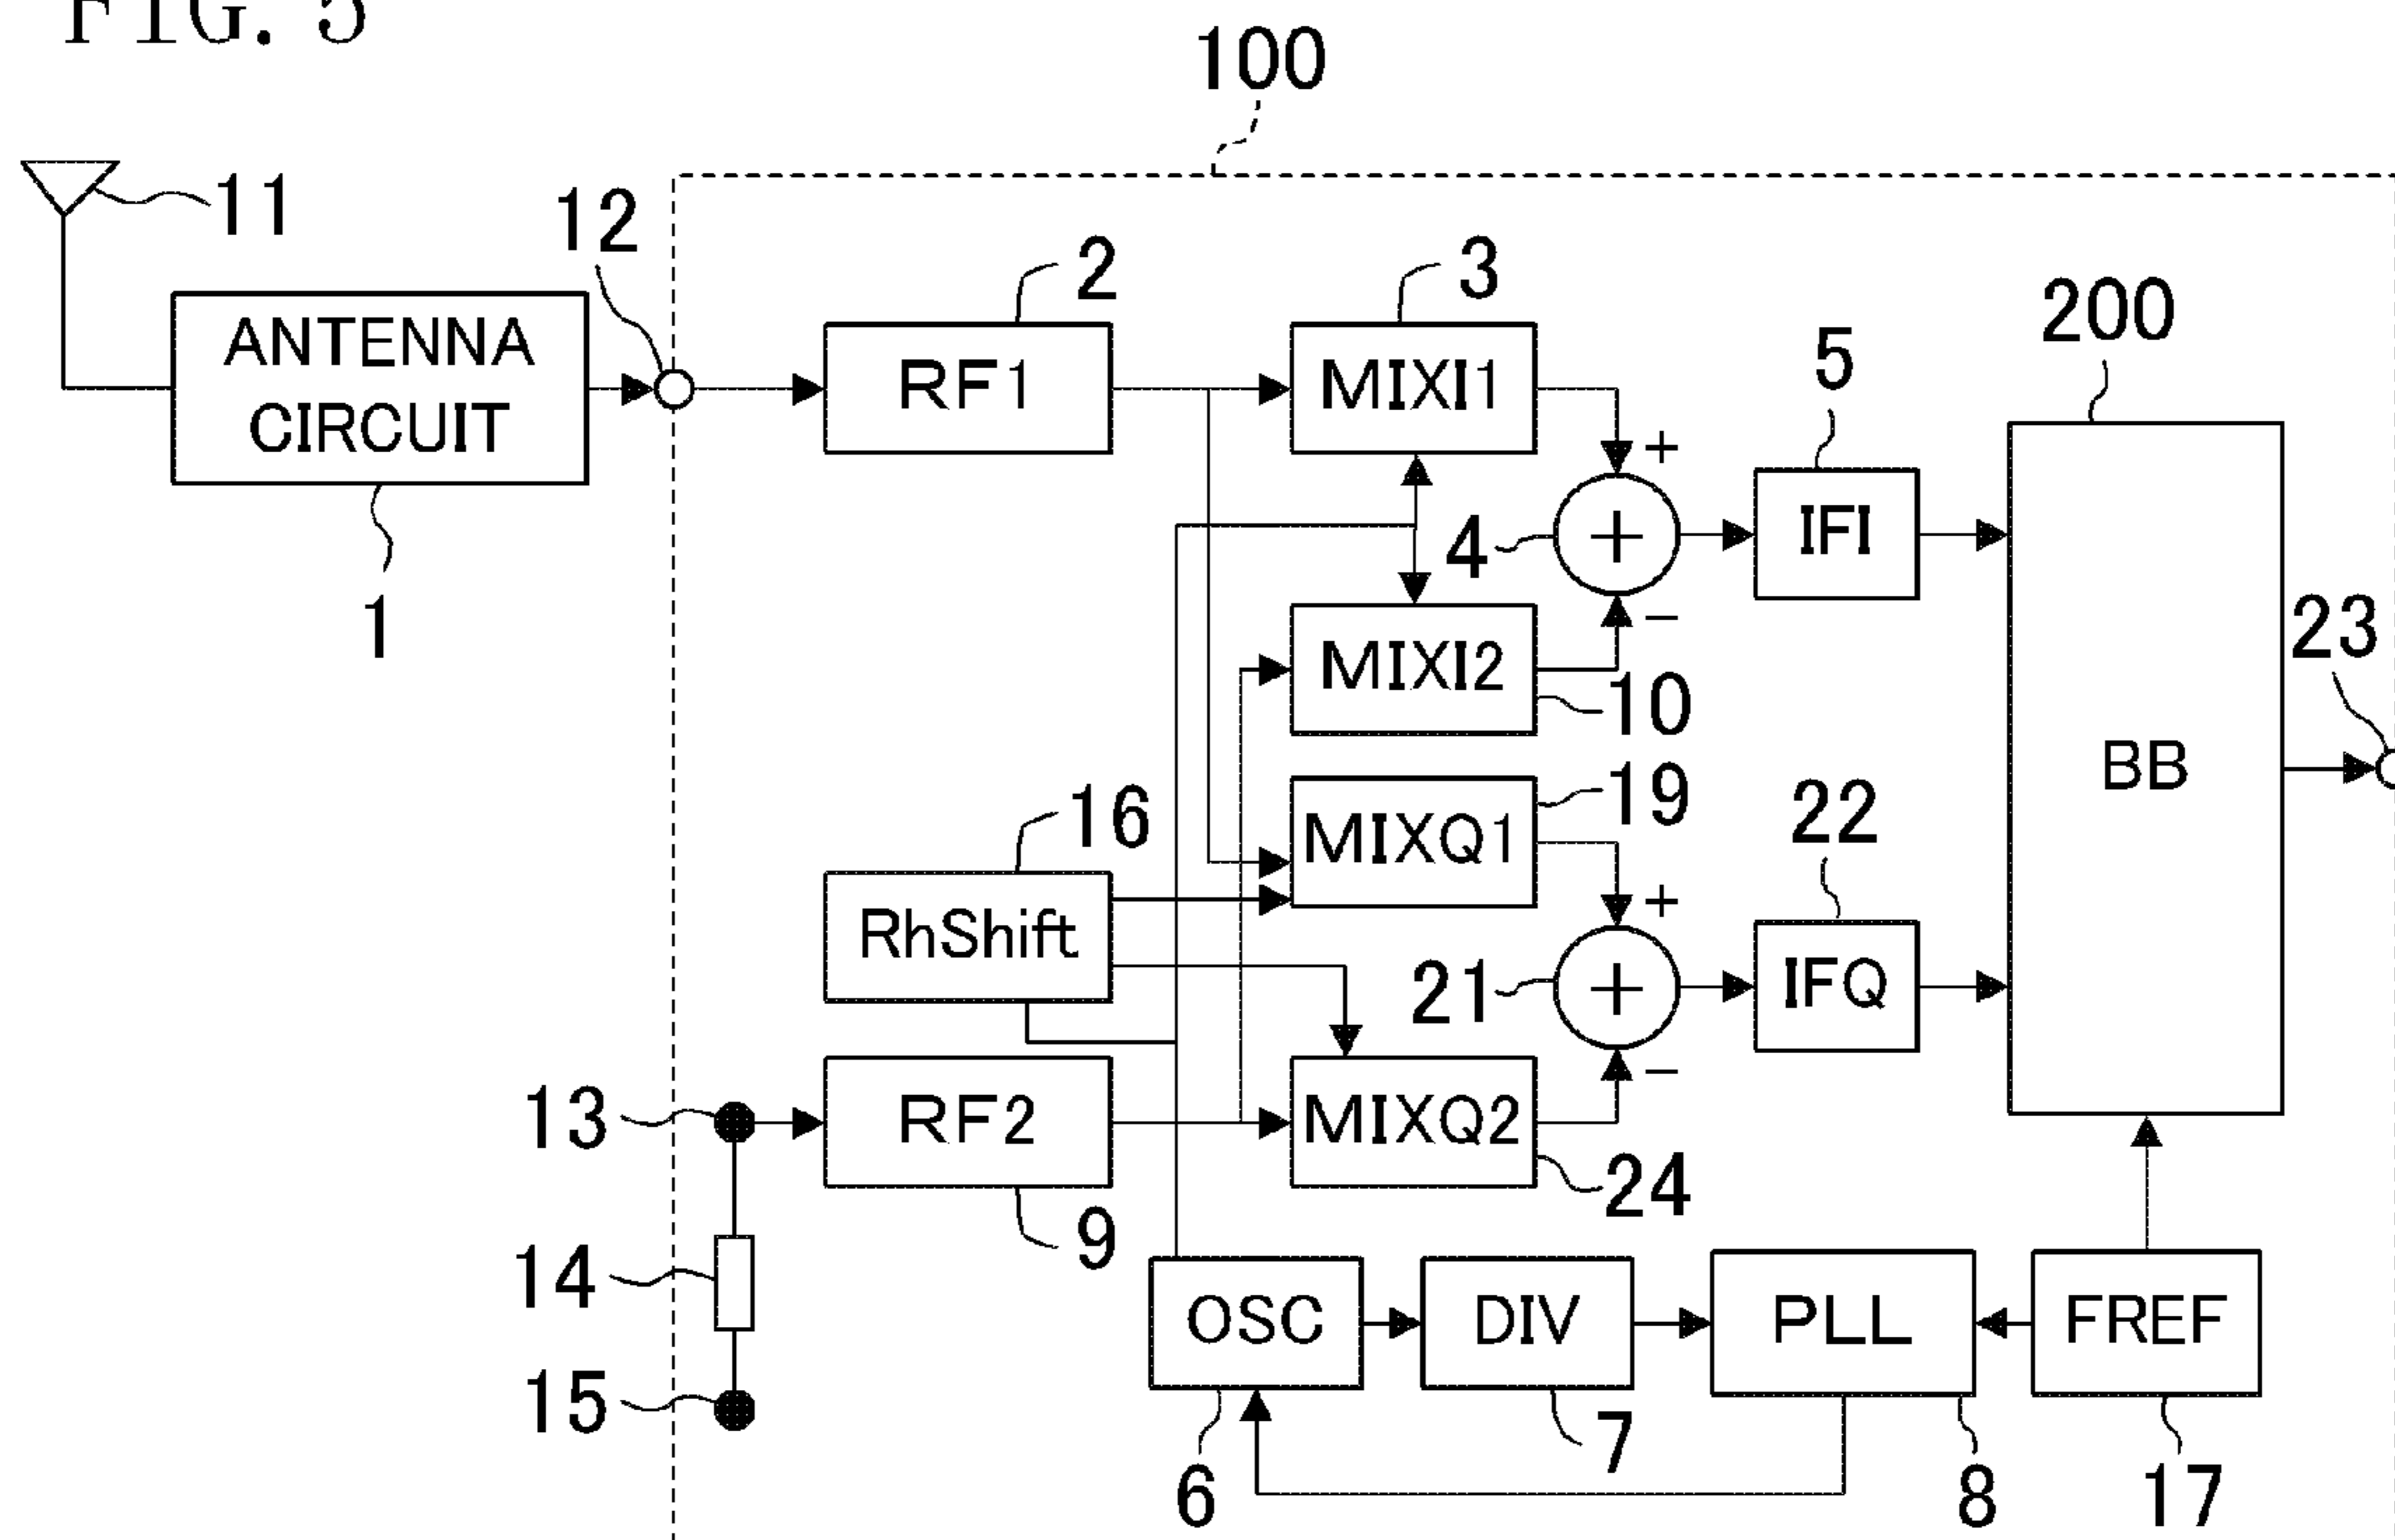 FIG. 5
100
11
12
2
3
200
5
ANTENNA
CIRCUIT
RF1
MIXI1
+
4
+
IFI
1
MIXI2
−
10
23
BB
16
MIXQ1
19
22
RhShift
+
21
+
IFQ
13
RF2
MIXQ2
−
24
9
14
OSC
DIV
PLL
FREF
15
6
7
8
17